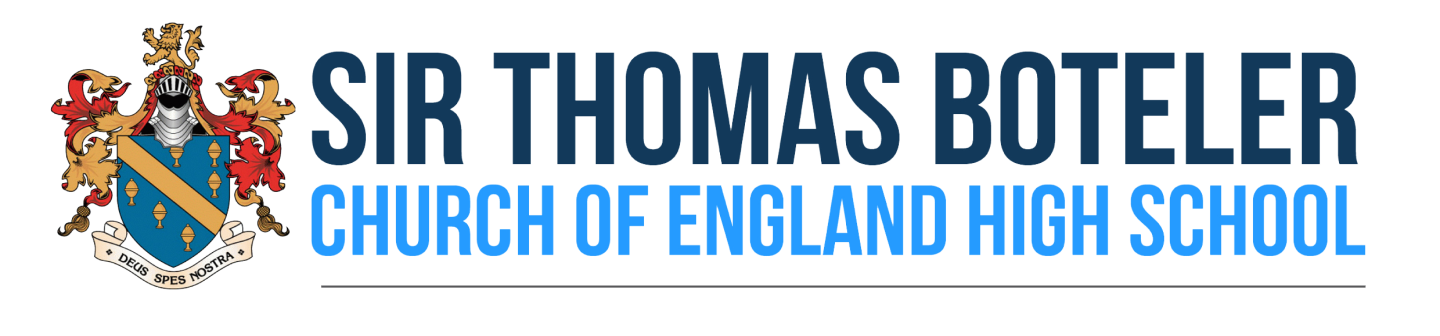 SIR THOMAS BOTELER
CHURCH OF ENGLAND HIGH SCHOOL
DEUS SPES NOSTRA